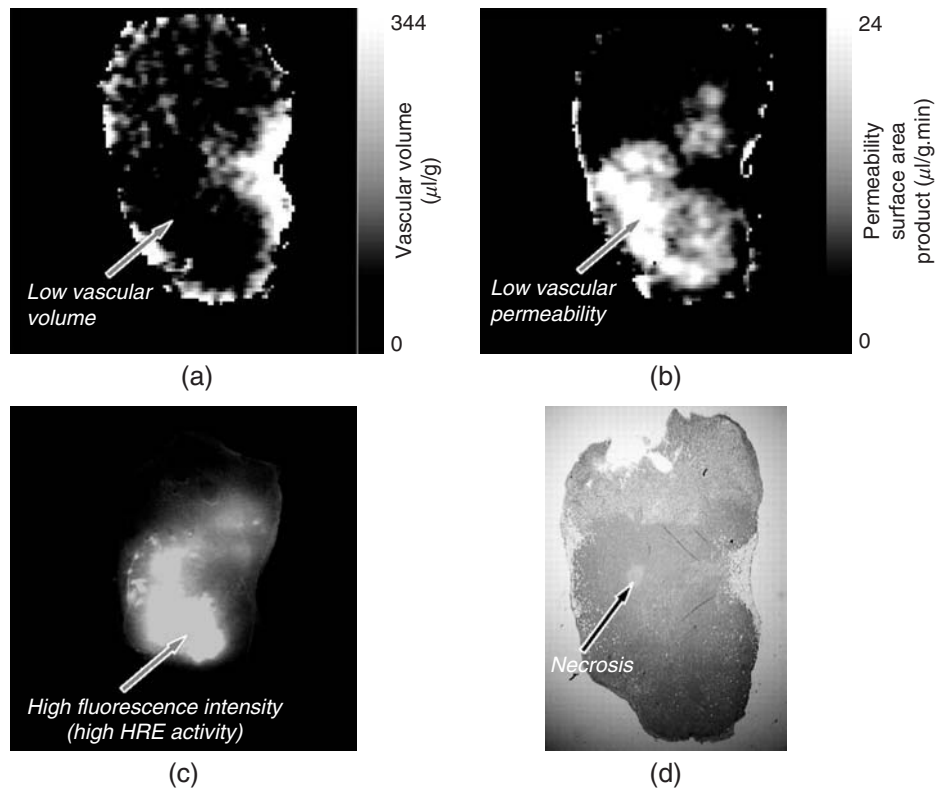 344
Vascular volume
(µl/g)
0
Low vascular
volume
(a)
24
Permeability
surface area
product (µl/g.min)
0
Low vascular
permeability
(b)
High fluorescence intensity
(high HRE activity)
(c)
Necrosis
(d)